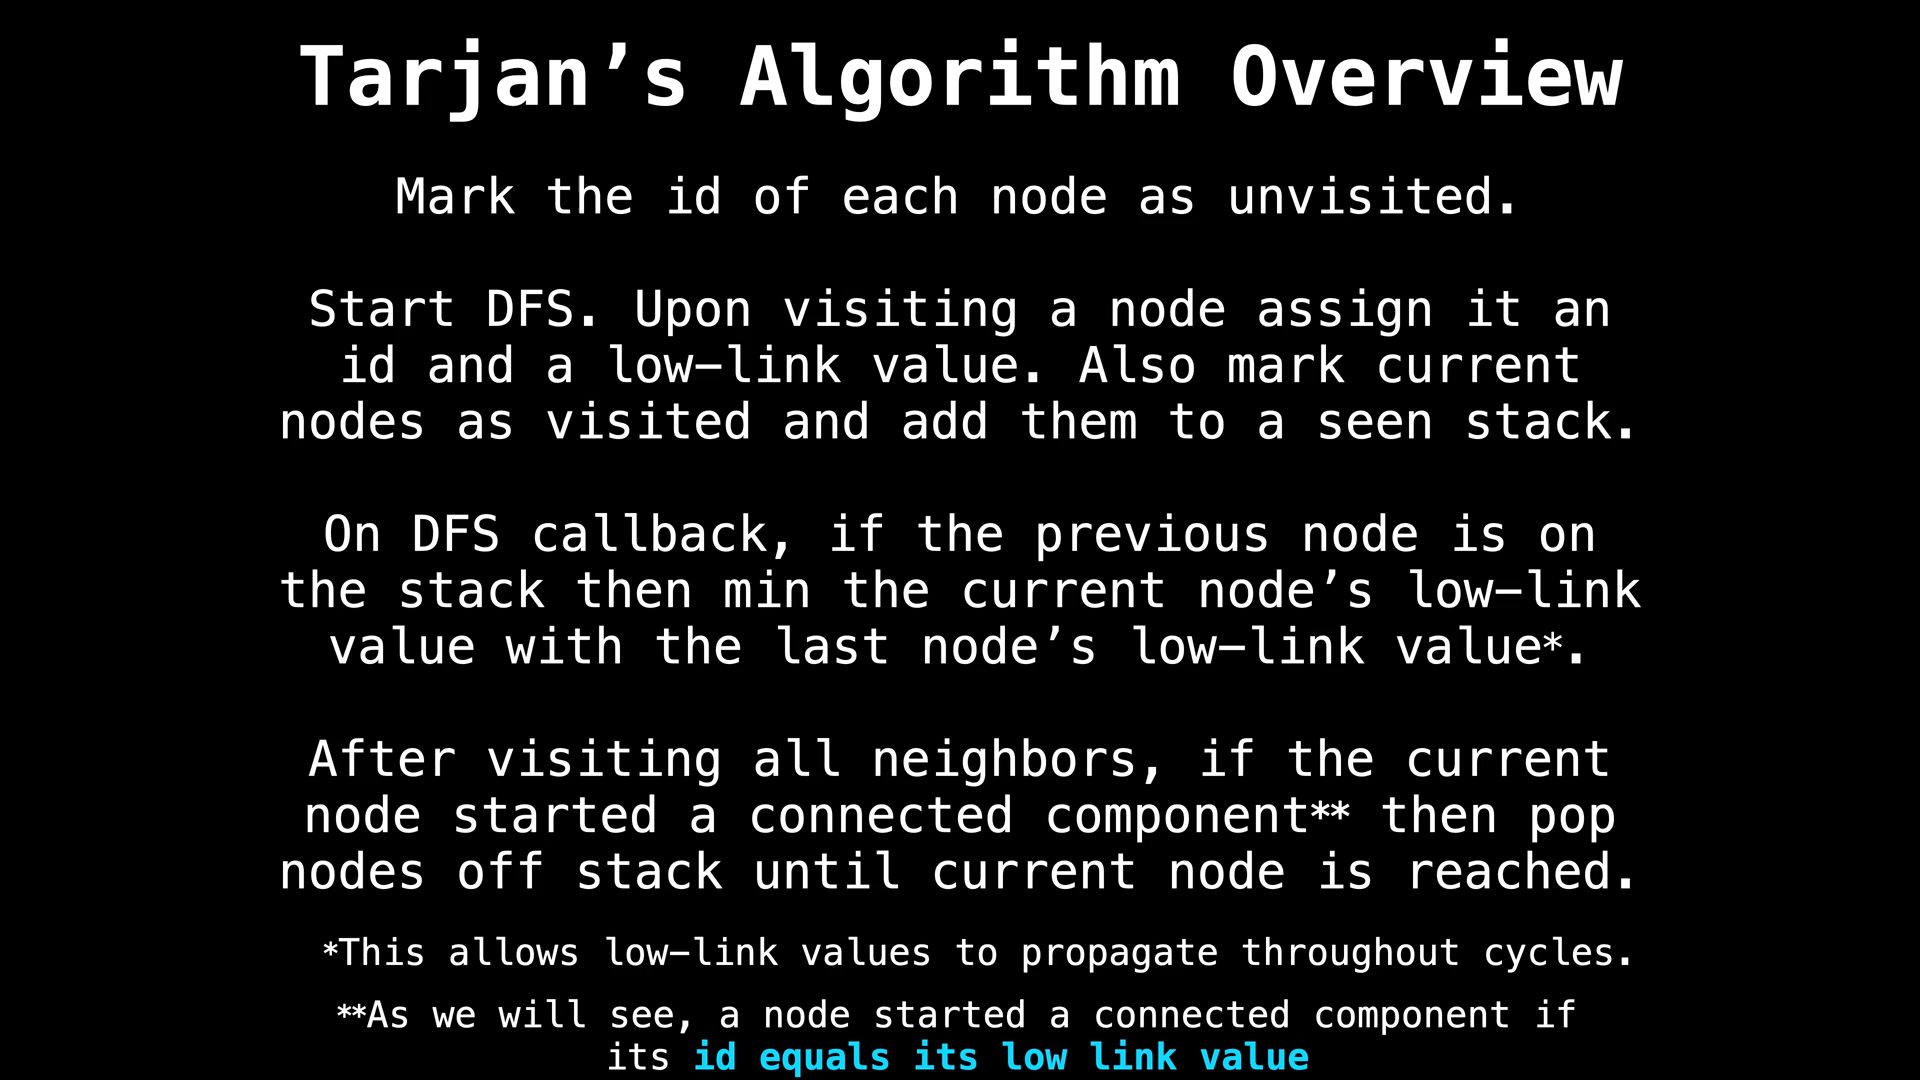 Tarjan’s Algorithm Overview
Mark the id of each node as unvisited.
Start DFS. Upon visiting a node assign it an
id and a low-link value. Also mark current
nodes as visited and add them to a seen stack.
On DFS callback, if the previous node is on
the stack then min the current node’s low-link
value with the last node’s low-link value*.
After visiting all neighbors, if the current
node started a connected component** then pop
nodes off stack until current node is reached.
*This allows low-link values to propagate throughout cycles.
**As we will see, a node started a connected component if
its id equals its low link value